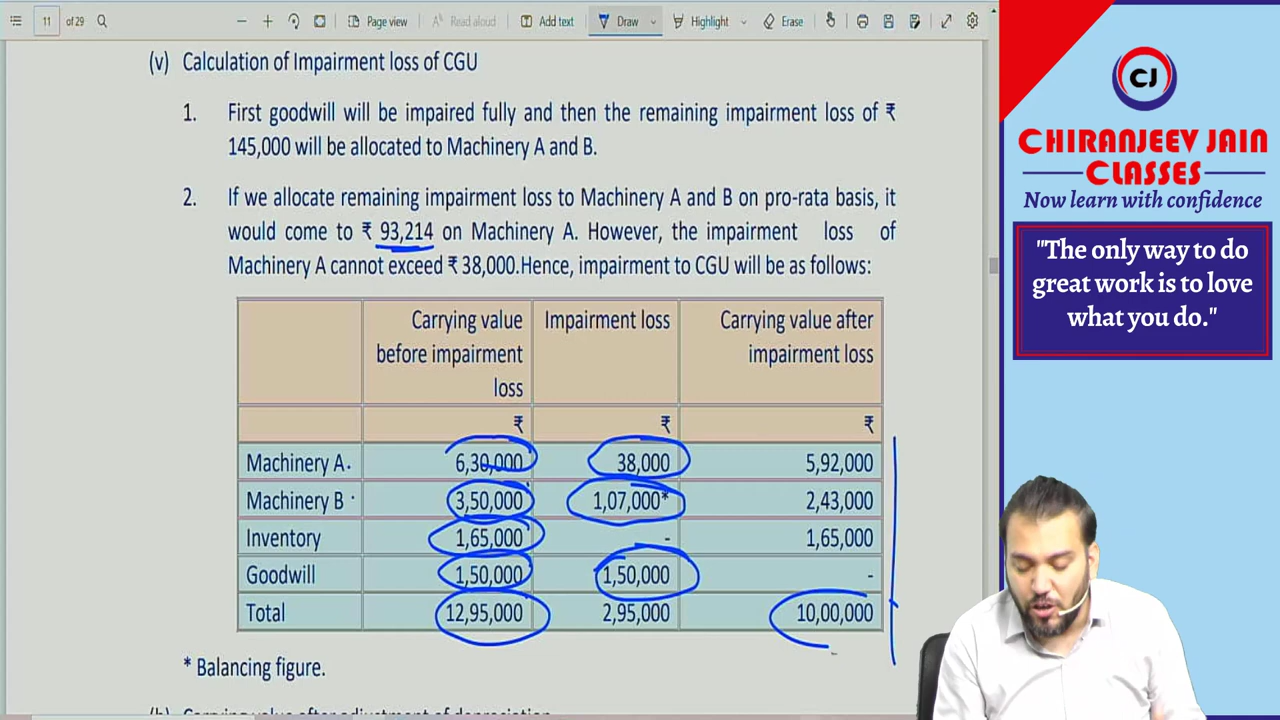 11 of 29 Page view Read aloud Add text Draw Highlight Erase
(v) Calculation of Impairment loss of CGU
1. First goodwill will be impaired fully and then the remaining impairment loss of ₹
145,000 will be allocated to Machinery A and B.
2. If we allocate remaining impairment loss to Machinery A and B on pro-rata basis, it
would come to ₹ 93,214 on Machinery A. However, the impairment loss of
Machinery A cannot exceed ₹ 38,000.Hence, impairment to CGU will be as follows:
Carrying value Impairment loss Carrying value after
before impairment impairment loss
loss
₹ ₹ ₹
Machinery A 6,30,000 38,000 5,92,000
Machinery B 3,50,000 1,07,000* 2,43,000
Inventory 1,65,000 - 1,65,000
Goodwill 1,50,000 1,50,000 -
Total 12,95,000 2,95,000 10,00,000
* Balancing figure.
(b) Carrying value after adjustment of depreciation
CJ
CHIRANJEEV JAIN
CLASSES
Now learn with confidence
"The only way to do
great work is to love
what you do."